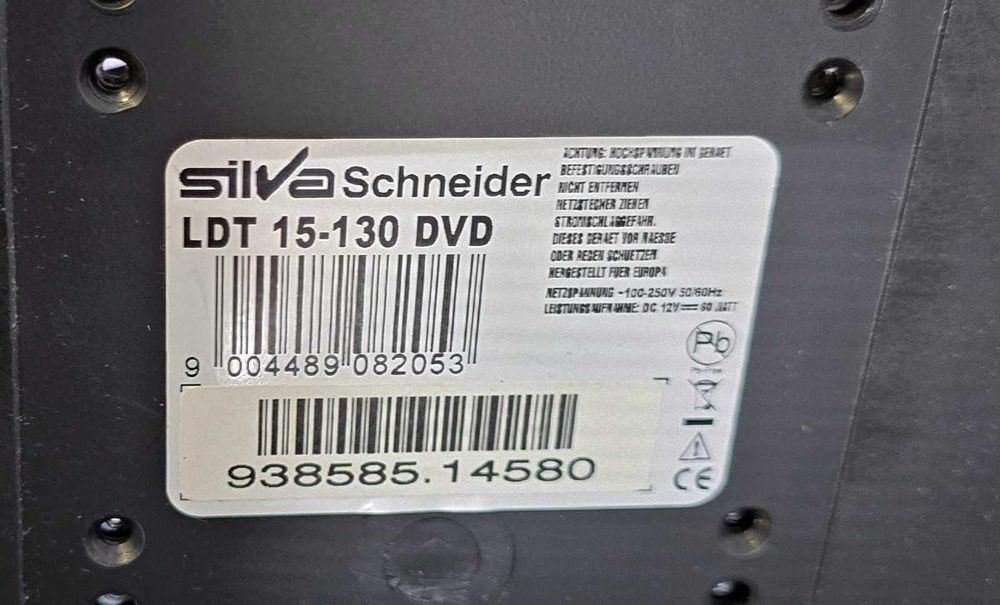 silva Schneider
LDT 15-130 DVD
9 004489 082053
938585.14580
ACHTUNG: HOCHSPANNUNG IM GERAET
BEFESTIGUNGSSCHRAUBEN
NICHT ENTFERNEN
NETZSTECKER ZIEHEN
STROMSCHLAGGEFAHR.
DIESES GERAET VOR NAESSE
ODER REGEN SCHUETZEN
HERGESTELLT FUER EUROPA
NETZSPANNUNG ~100-250V 50/60Hz
LEISTUNGSAUFNAHME: DC 12V 60 WATT
Pb
CE